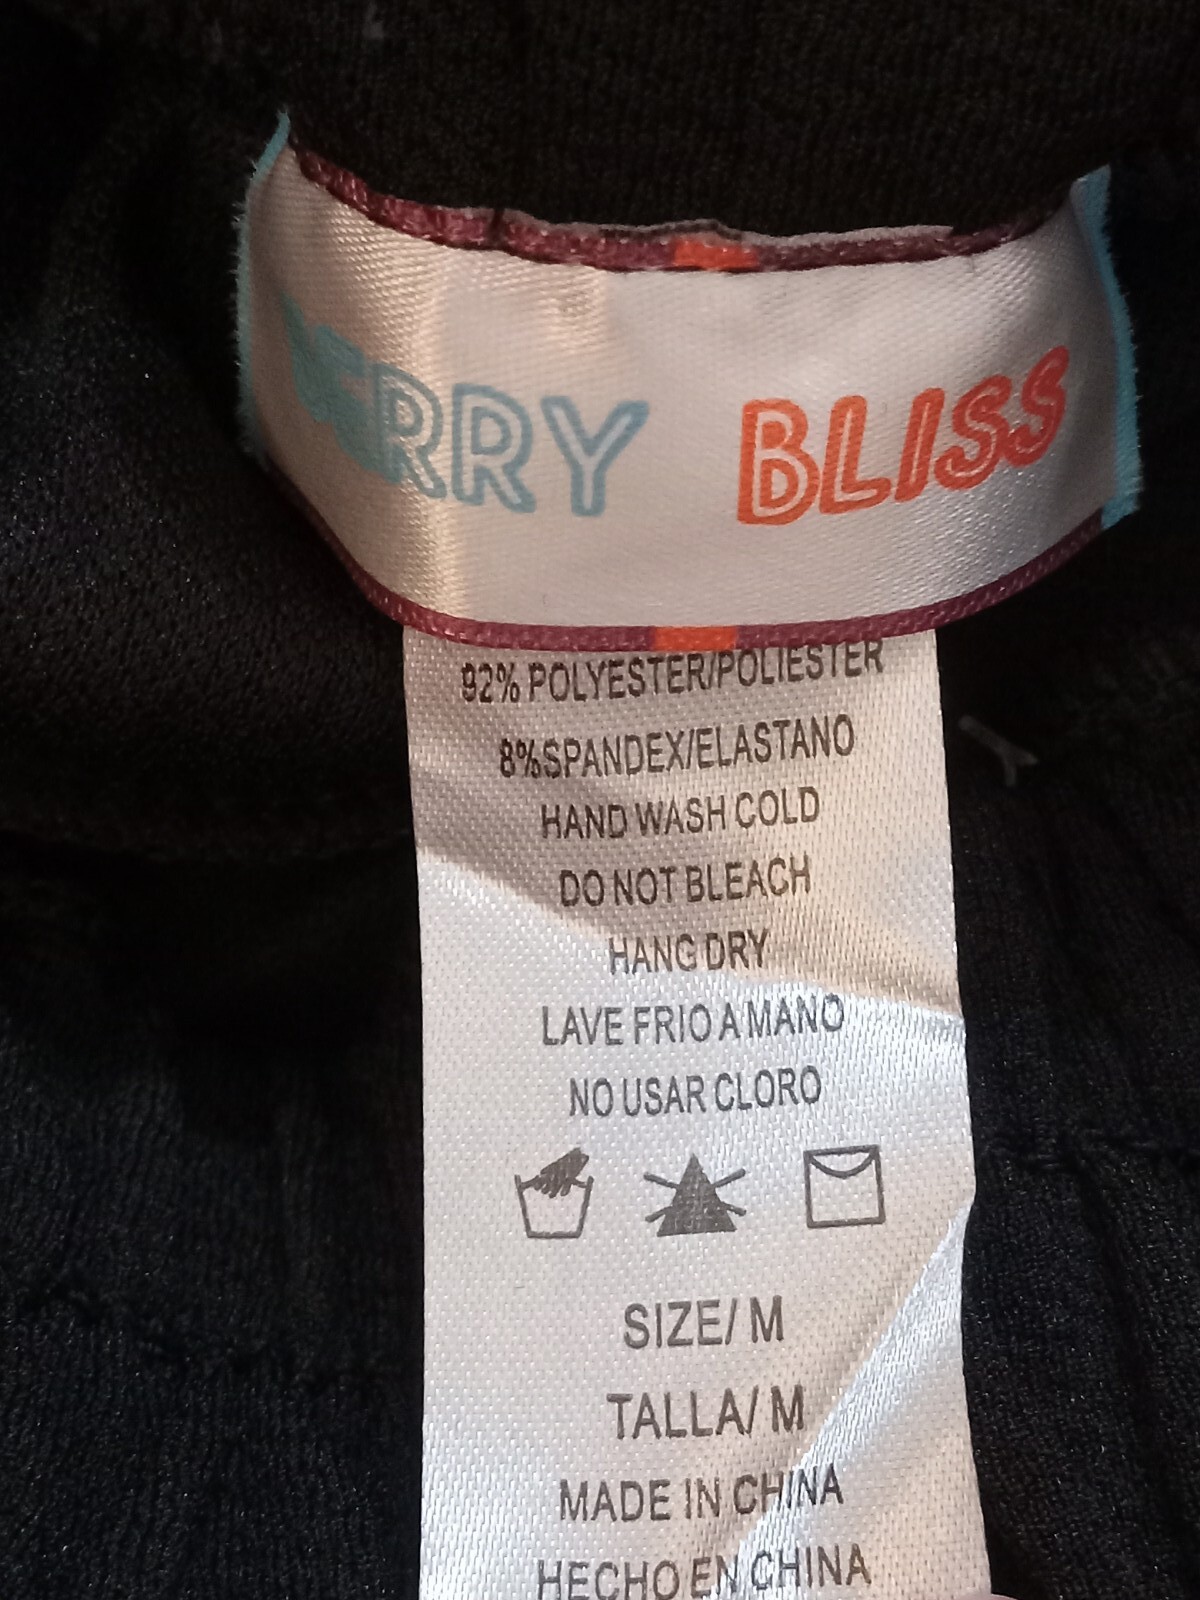 BLISS
92% POLYESTER/POLIESTER
8%SPANDEX/ELASTANO
HAND WASH COLD
DO NOT BLEACH
HANG DRY
LAVE FRIO A MANO
NO USAR CLORO
SIZE/ M
TALLA/ M
MADE IN CHINA
HECHO EN CHINA